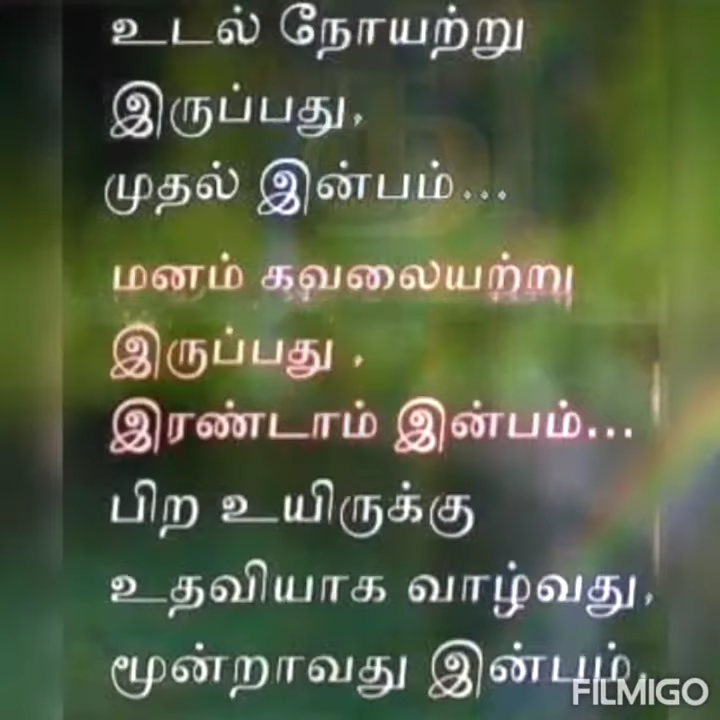 உடல் நோயற்று
இருப்பது,
முதல் இன்பம்...
மனம் கவலையற்று
இருப்பது ,
இரண்டாம் இன்பம்...
பிற உயிருக்கு
உதவியாக வாழ்வது,
மூன்றாவது இன்பம்.
FILMIGO